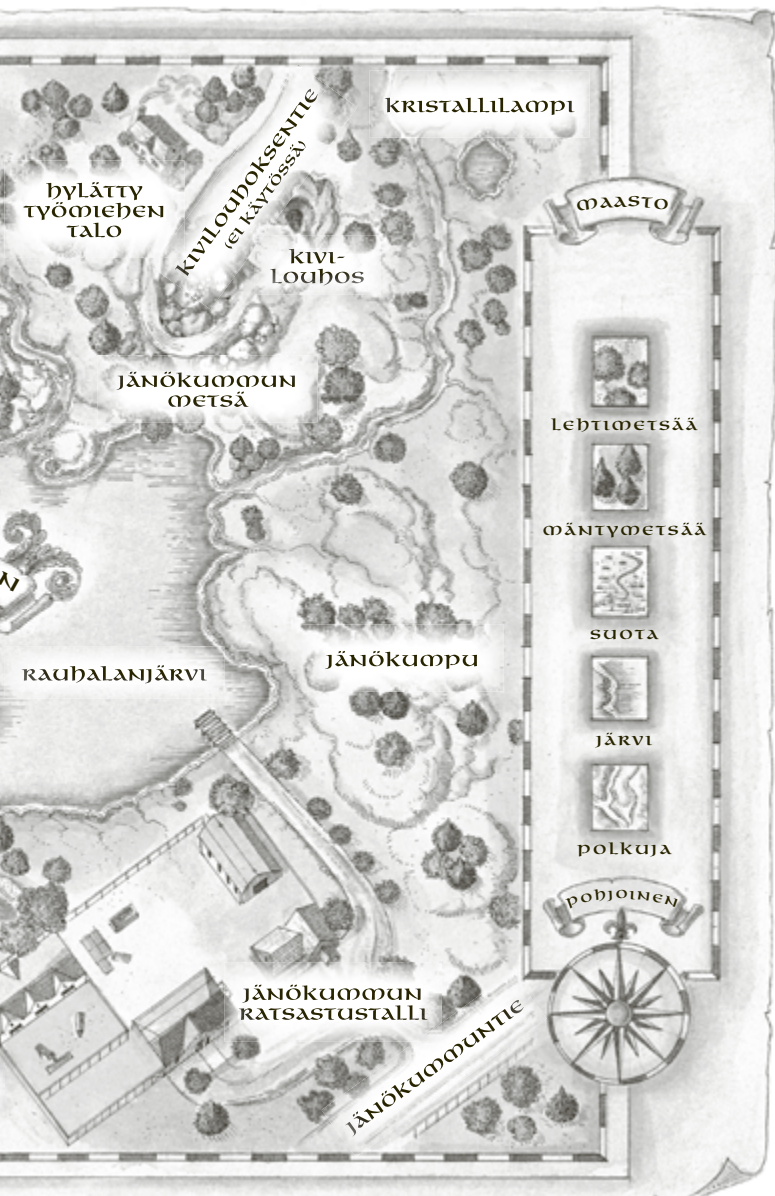 KRISTALLILAMPI
KIVILOUHOKSENTIE
(EI KÄYTÖSSÄ)
HYLÄTTY
TYÖMIEHEN
TALO
KIVI-
LOUHOS
JÄNÖKUMMUN
METSÄ
N
RAUHALANJÄRVI
JÄNÖKUMPU
JÄNÖKUMMUN
RATSASTUSTALLI
JÄNÖKUMMUNTIE
MAASTO
LEHTIMETSÄÄ
MÄNTYMETSÄÄ
SUOTA
JÄRVI
POLKUJA
POHJOINEN